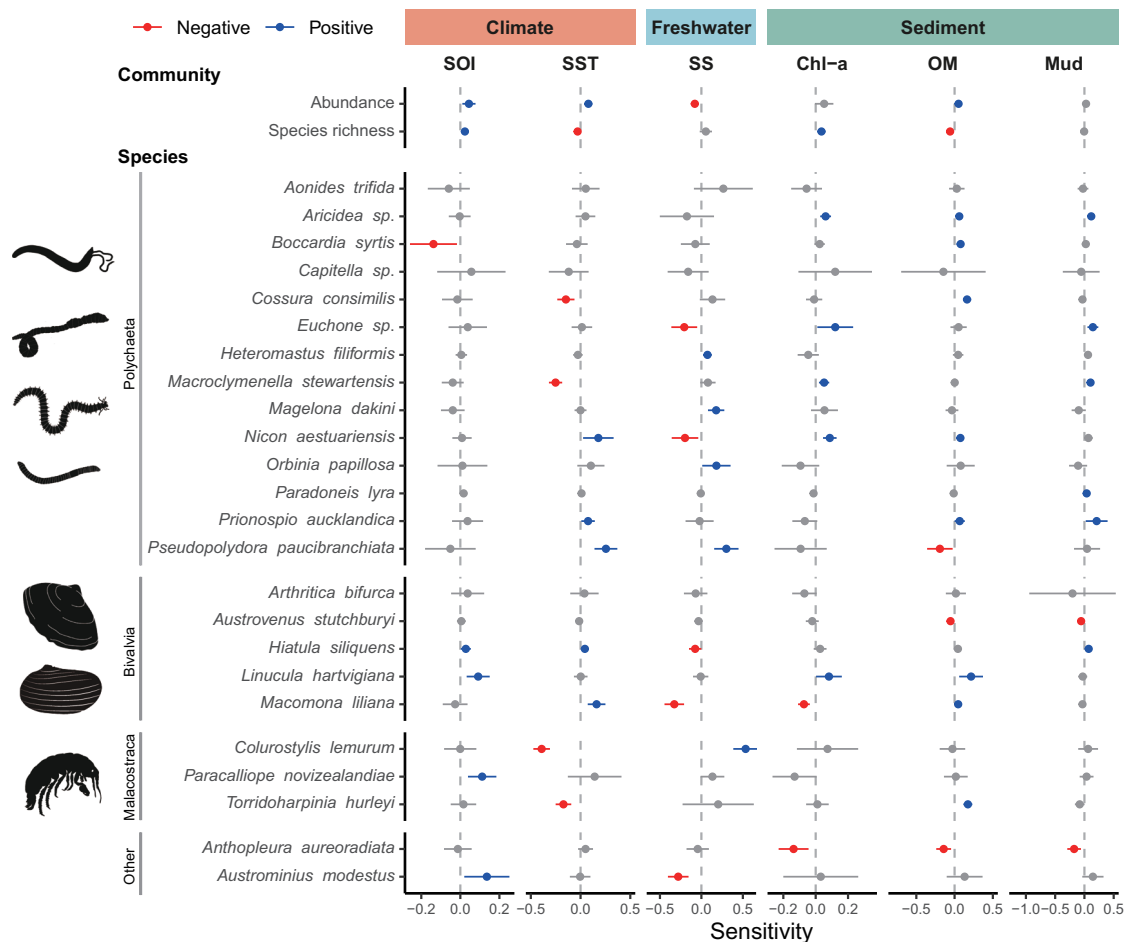 Negative Positive
Climate Freshwater Sediment
SOI SST SS Chl−a OM Mud
Community
Abundance
Species richness
Species
Polychaeta
Aonides trifida
Aricidea sp.
Boccardia syrtis
Capitella sp.
Cossura consimilis
Euchone sp.
Heteromastus filiformis
Macroclymenella stewartensis
Magelona dakini
Nicon aestuariensis
Orbinia papillosa
Paradoneis lyra
Prionospio aucklandica
Pseudopolydora paucibranchiata
Bivalvia
Arthritica bifurca
Austrovenus stutchburyi
Hiatula siliquens
Linucula hartvigiana
Macomona liliana
Malacostraca
Colurostylis lemurum
Paracalliope novizealandiae
Torridoharpinia hurleyi
Other
Anthopleura aureoradiata
Austrominius modestus
−0.2 0.0 0.2 −0.5 0.0 0.5 −0.5 0.0 0.5 0.0 0.2 −0.5 0.0 0.5 −1.0 −0.5 0.0 0.5
Sensitivity